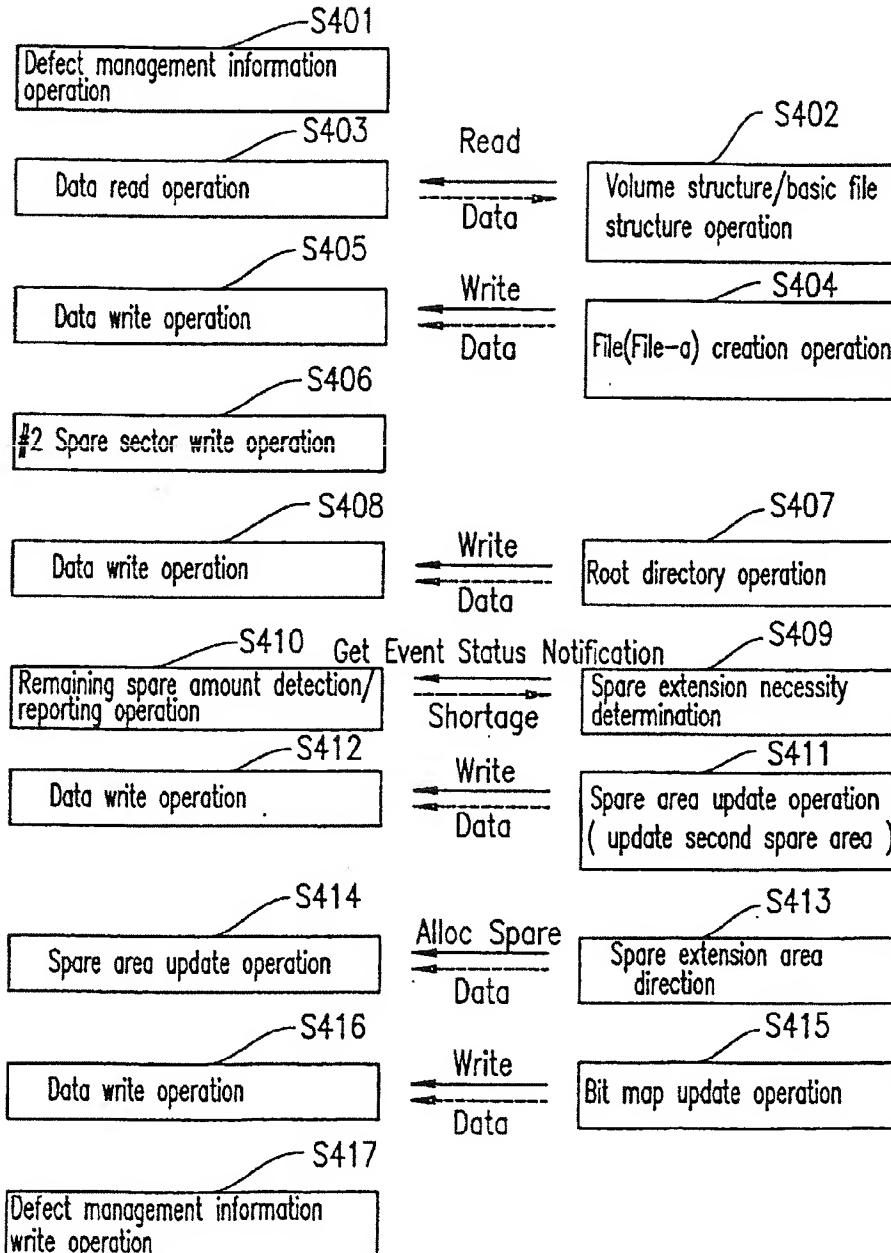 S401
Defect management information
operation
S403
Data read operation
Read
Data
S402
Volume structure/basic file
structure operation
S405
Data write operation
Write
Data
S404
File(File-a) creation operation
S406
#2 Spare sector write operation
S408
Data write operation
Write
Data
S407
Root directory operation
S410
Remaining spare amount detection/
reporting operation
Get Event Status Notification
Shortage
S409
Spare extension necessity
determination
S412
Data write operation
Write
Data
S411
Spare area update operation
( update second spare area )
S414
Spare area update operation
Alloc Spare
Data
S413
Spare extension area
direction
S416
Data write operation
Write
Data
S415
Bit map update operation
S417
Defect management information
write operation